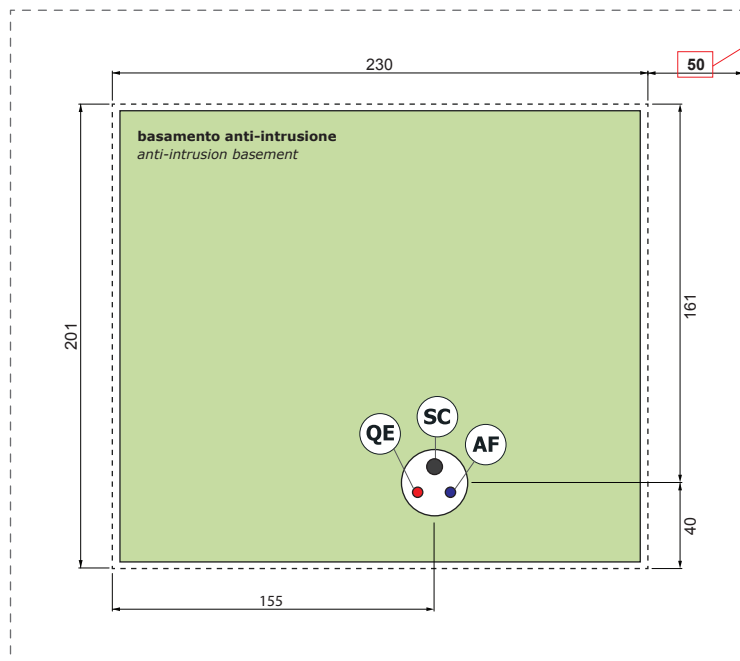 230
50
basamento anti-intrusione
anti-intrusion basement
201
161
SC
QE
AF
40
155